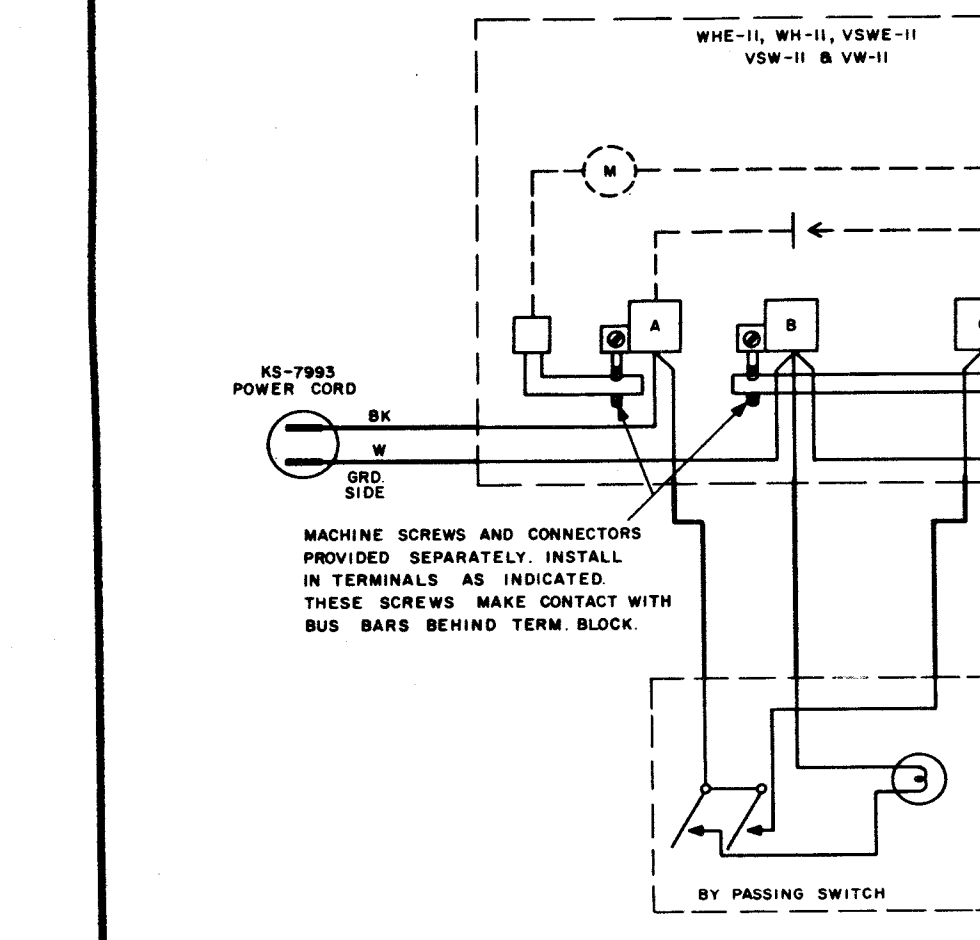 WHE-11, WH-11, VSWE-11
VSW-11 & VW-11
M
A
B
KS-7993
POWER CORD
BK
W
GRD.
SIDE
MACHINE SCREWS AND CONNECTORS
PROVIDED SEPARATELY. INSTALL
IN TERMINALS AS INDICATED.
THESE SCREWS MAKE CONTACT WITH
BUS BARS BEHIND TERM. BLOCK.
BY PASSING SWITCH